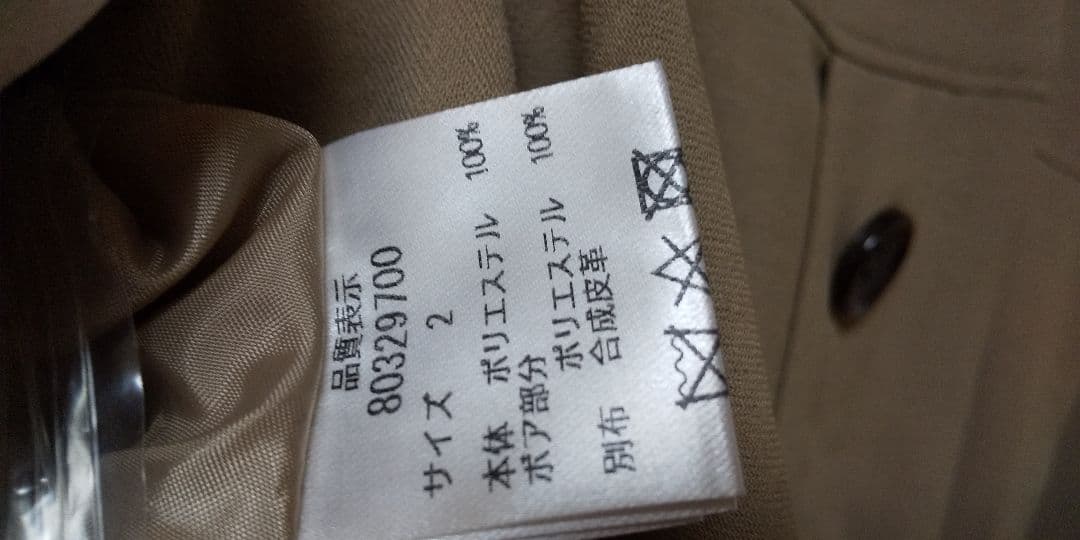 品質表示
80329700
サイズ 2
本体 ポリエステル 100%
ボア部分
ポリエステル 100%
別布 合成皮革